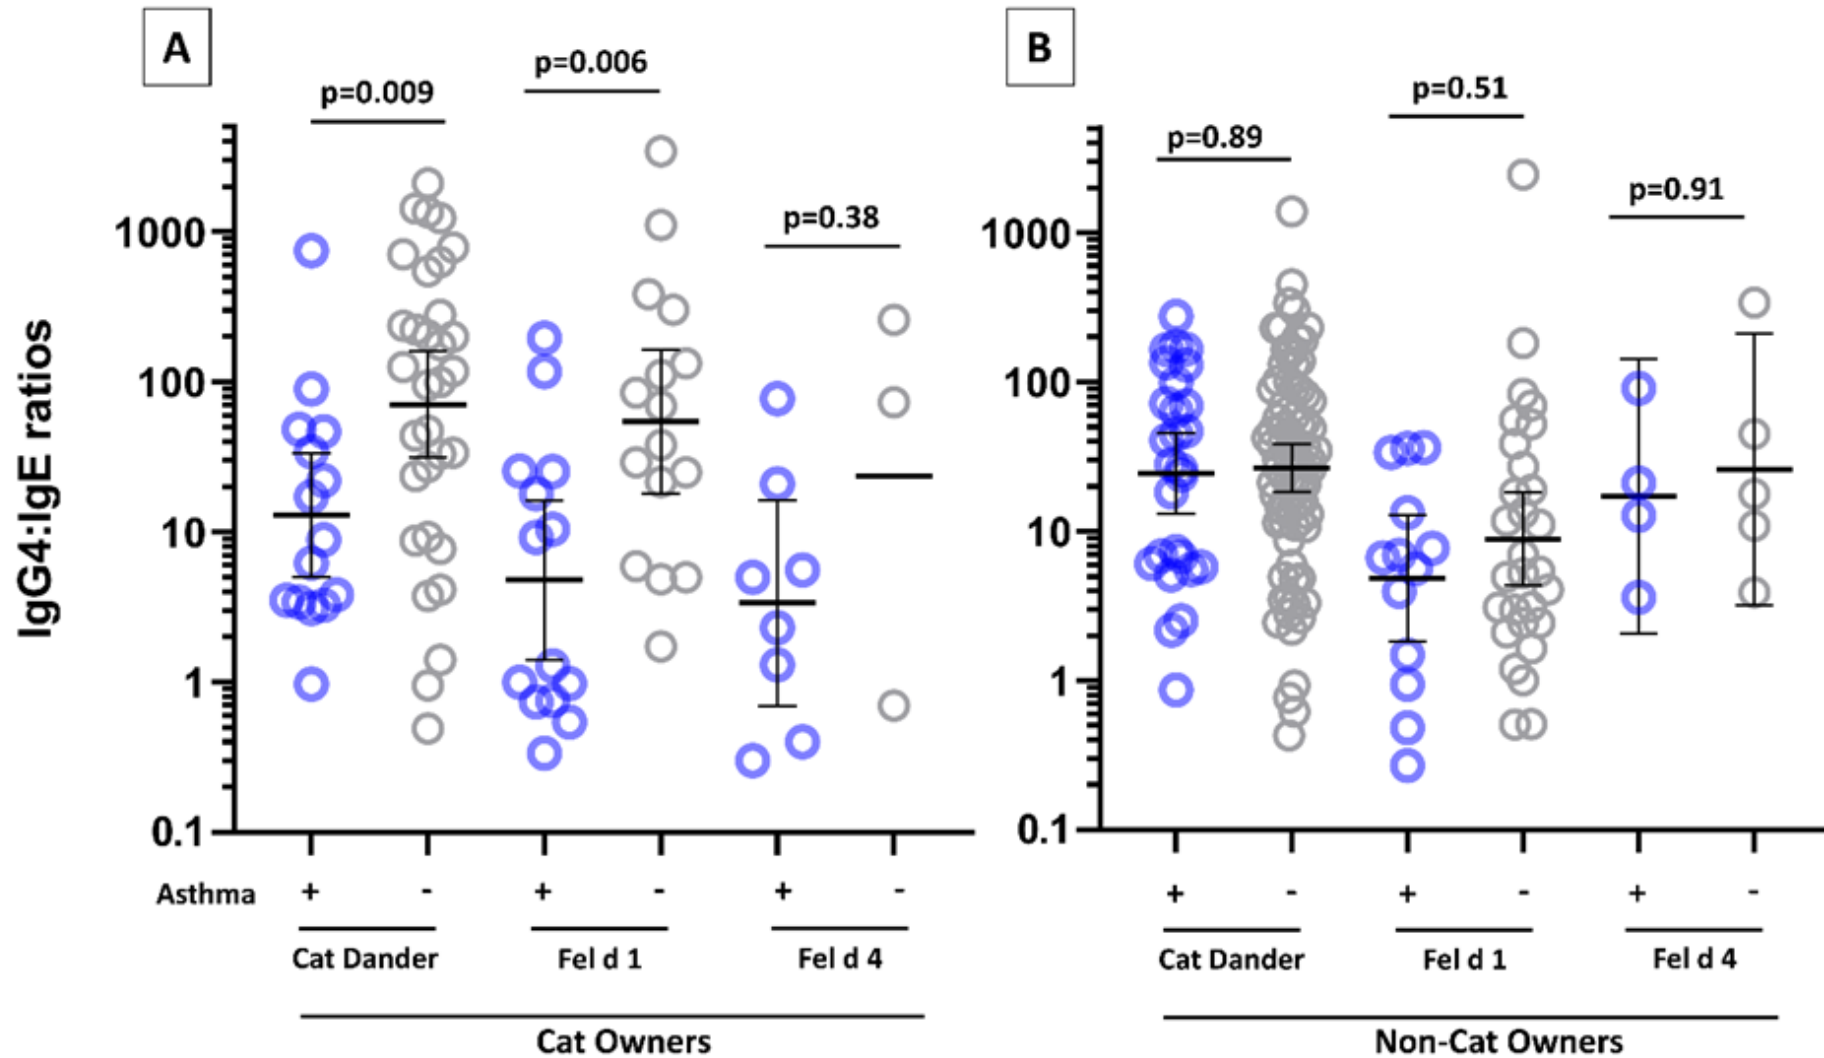 A
B
p=0.009
p=0.006
p=0.38
p=0.89
p=0.51
p=0.91
IgG4:IgE ratios
1000
100
10
1
0.1
1000
100
10
1
0.1
Asthma + - + - + -
+ - + - + -
Cat Dander Fel d 1 Fel d 4
Cat Dander Fel d 1 Fel d 4
Cat Owners
Non-Cat Owners